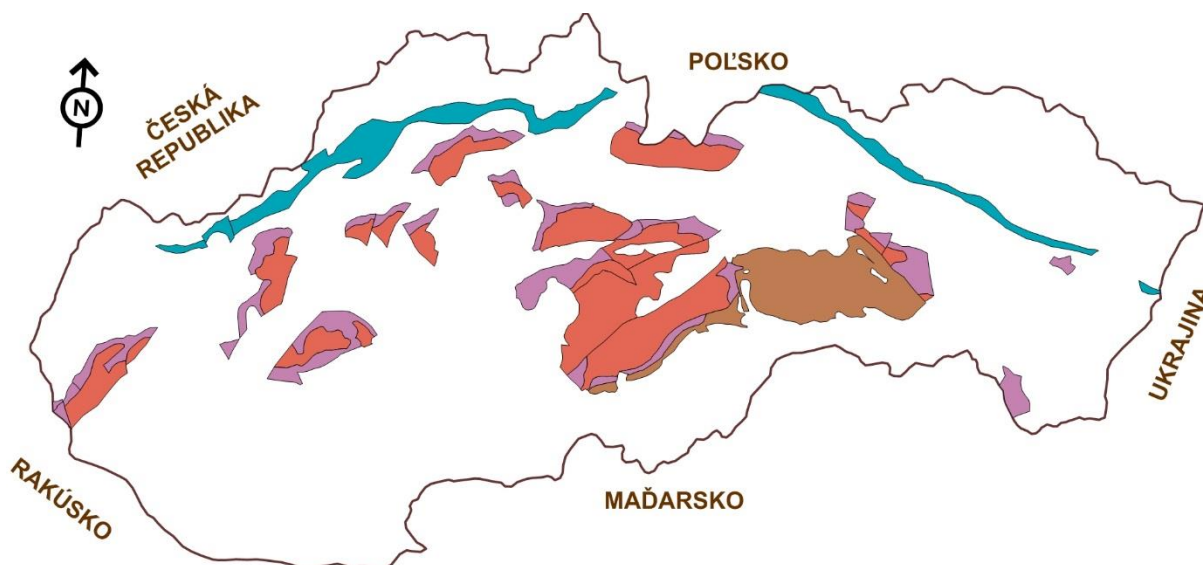 POĽSKO
N
ČESKÁ
REPUBLIKA
UKRAJINA
RAKÚSKO
MAĎARSKO